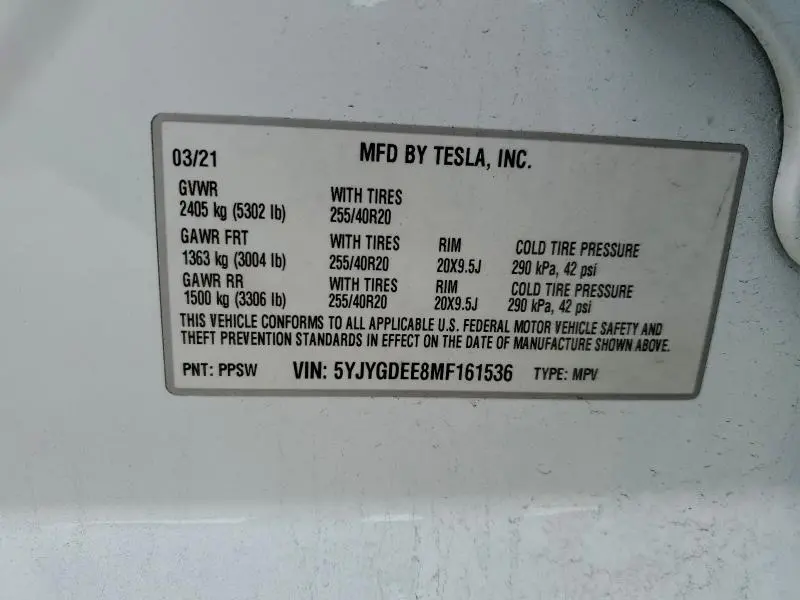 03/21 MFD BY TESLA, INC.
GVWR WITH TIRES
2405 kg (5302 lb) 255/40R20
GAWR FRT WITH TIRES RIM COLD TIRE PRESSURE
1363 kg (3004 lb) 255/40R20 20X9.5J 290 kPa, 42 psi
GAWR RR WITH TIRES RIM COLD TIRE PRESSURE
1500 kg (3306 lb) 255/40R20 20X9.5J 290 kPa, 42 psi
THIS VEHICLE CONFORMS TO ALL APPLICABLE U.S. FEDERAL MOTOR VEHICLE SAFETY AND
THEFT PREVENTION STANDARDS IN EFFECT ON THE DATE OF MANUFACTURE SHOWN ABOVE.
PNT: PPSW VIN: 5YJYGDEE8MF161536 TYPE: MPV